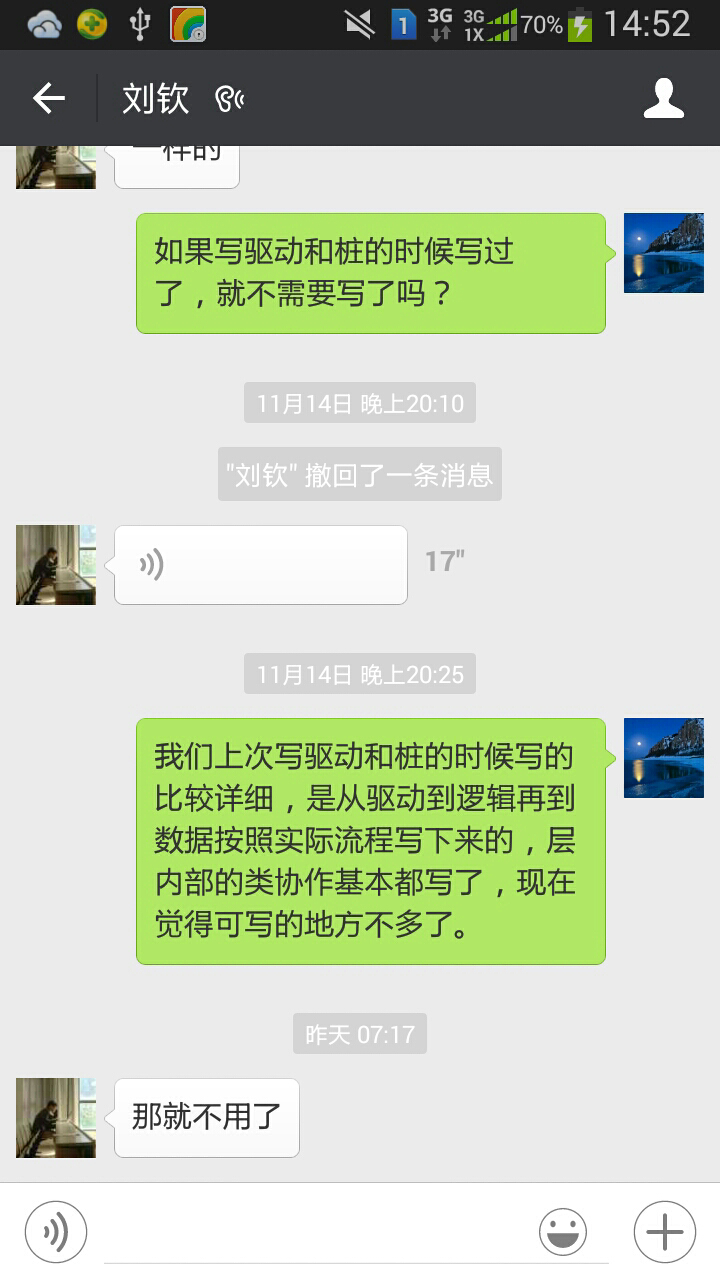 1
3G
3G
1X
70%
14:52
刘钦
一样的
如果写驱动和桩的时候写过
了，就不需要写了吗？
11月14日 晚上20:10
"刘钦" 撤回了一条消息
17"
11月14日 晚上20:25
我们上次写驱动和桩的时候写的
比较详细，是从驱动到逻辑再到
数据按照实际流程写下来的，层
内部的类协作基本都写了，现在
觉得可写的地方不多了。
昨天 07:17
那就不用了